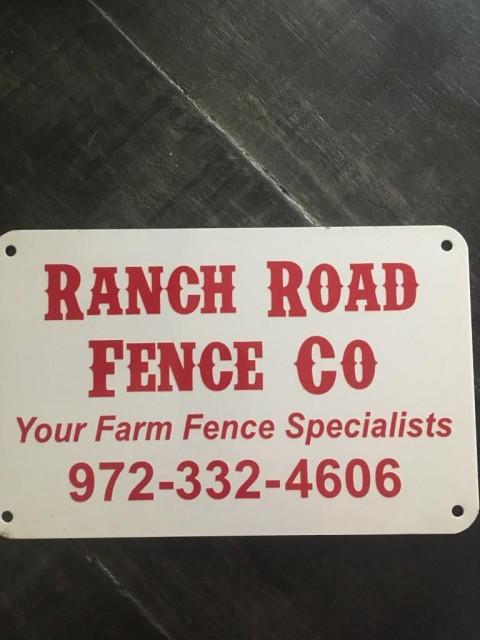 RANCH ROAD
FENCE CO
Your Farm Fence Specialists
972-332-4606